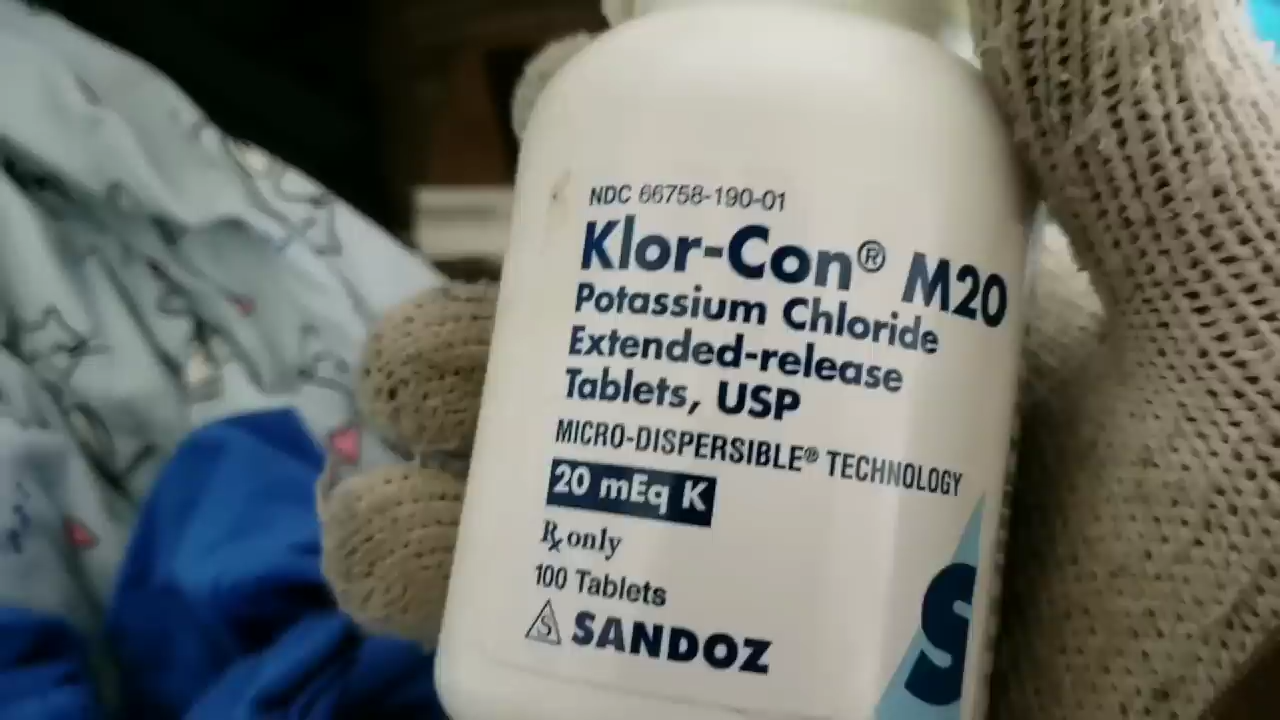 NDC 66758-190-01
Klor-Con® M20
Potassium Chloride
Extended-release
Tablets, USP
MICRO-DISPERSIBLE® TECHNOLOGY
20 mEq K
Rx only
100 Tablets
S SANDOZ
S